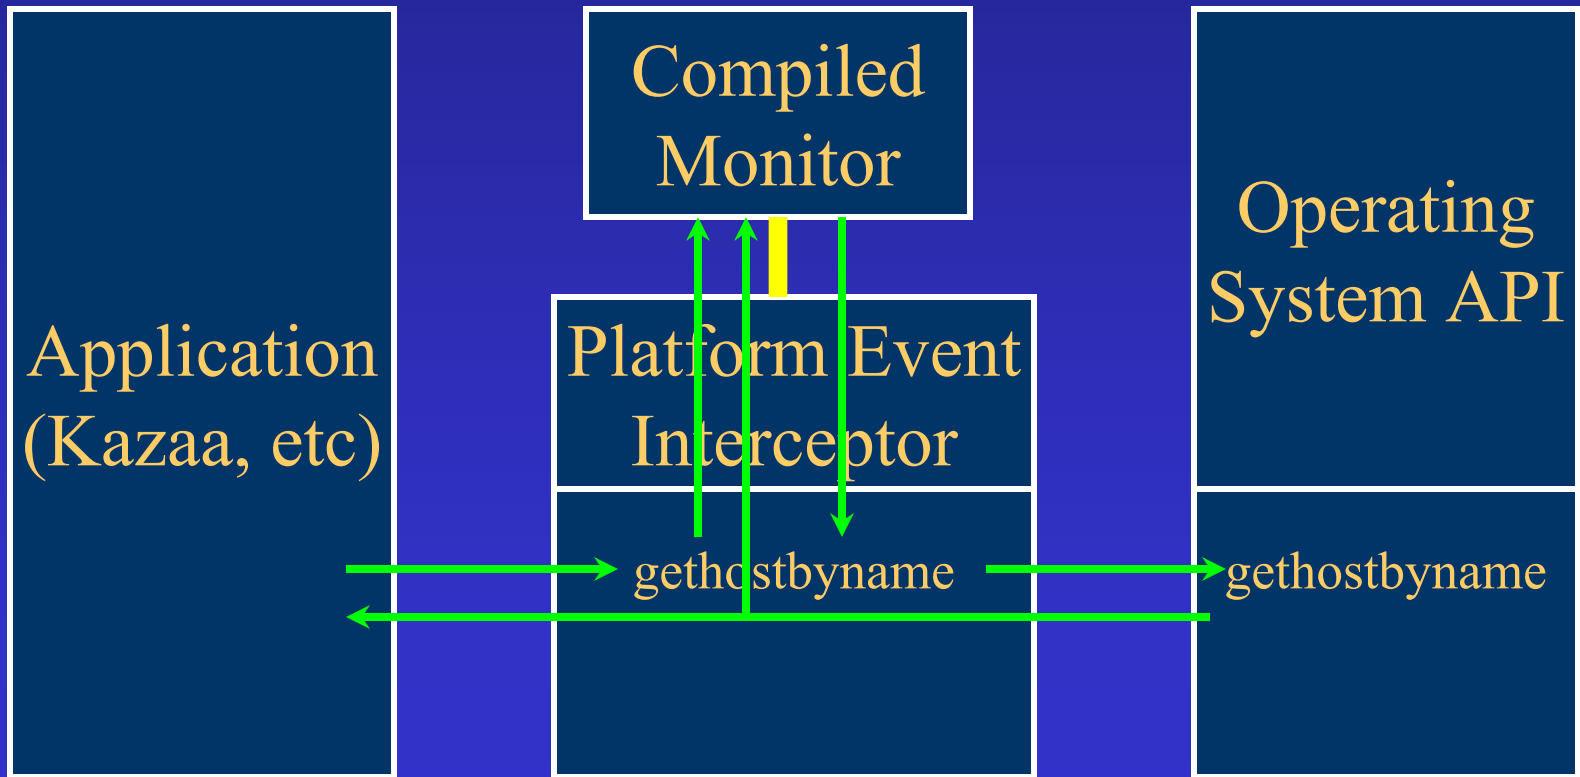 Application
(Kazaa, etc)
Compiled
Monitor
Platform Event
Interceptor
gethostbyname
Operating
System API
gethostbyname